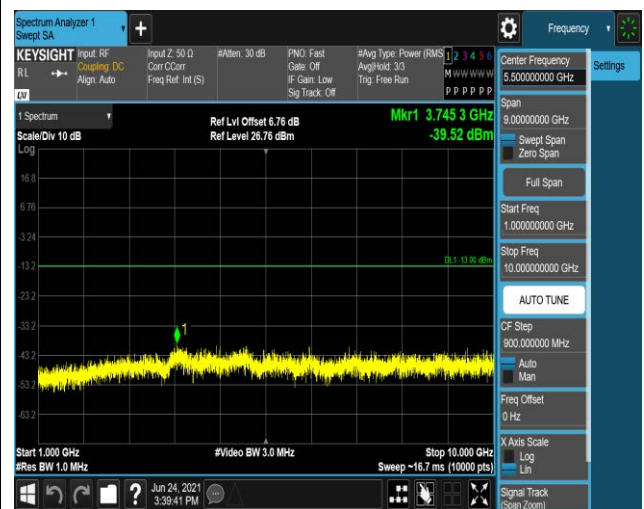 Spectrum Analyzer 1
Swept SA
Frequency
KEYSIGHT
RL
LXI
Input: RF
Coupling: DC
Align: Auto
Input Z: 50 Ω
Corr CCorr
Freq Ref: Int (S)
#Atten: 30 dB
PNO: Fast
Gate: Off
IF Gain: Low
Sig Track: Off
#Avg Type: Power (RMS
Avg|Hold: 3/3
Trig: Free Run
1 2 3 4 5 6
M W W W W W
P P P P P P
Center Frequency
5.500000000 GHz
Settings
Span
9.00000000 GHz
Swept Span
Zero Span
Full Span
Start Freq
1.000000000 GHz
Stop Freq
10.000000000 GHz
AUTO TUNE
CF Step
900.000000 MHz
Auto
Man
Freq Offset
0 Hz
X Axis Scale
Log
Lin
Signal Track
(Span Zoom)
1 Spectrum
Scale/Div 10 dB
Log
Ref Lvl Offset 6.76 dB
Ref Level 26.76 dBm
Mkr1 3.745 3 GHz
-39.52 dBm
16.8
6.76
-3.24
-13.2
DL1 -13.00 dBm
-23.2
-33.2
1
-43.2
-53.2
-63.2
Start 1.000 GHz
#Res BW 1.0 MHz
#Video BW 3.0 MHz
Stop 10.000 GHz
Sweep ~16.7 ms (10000 pts)
?
Jun 24, 2021
3:39:41 PM